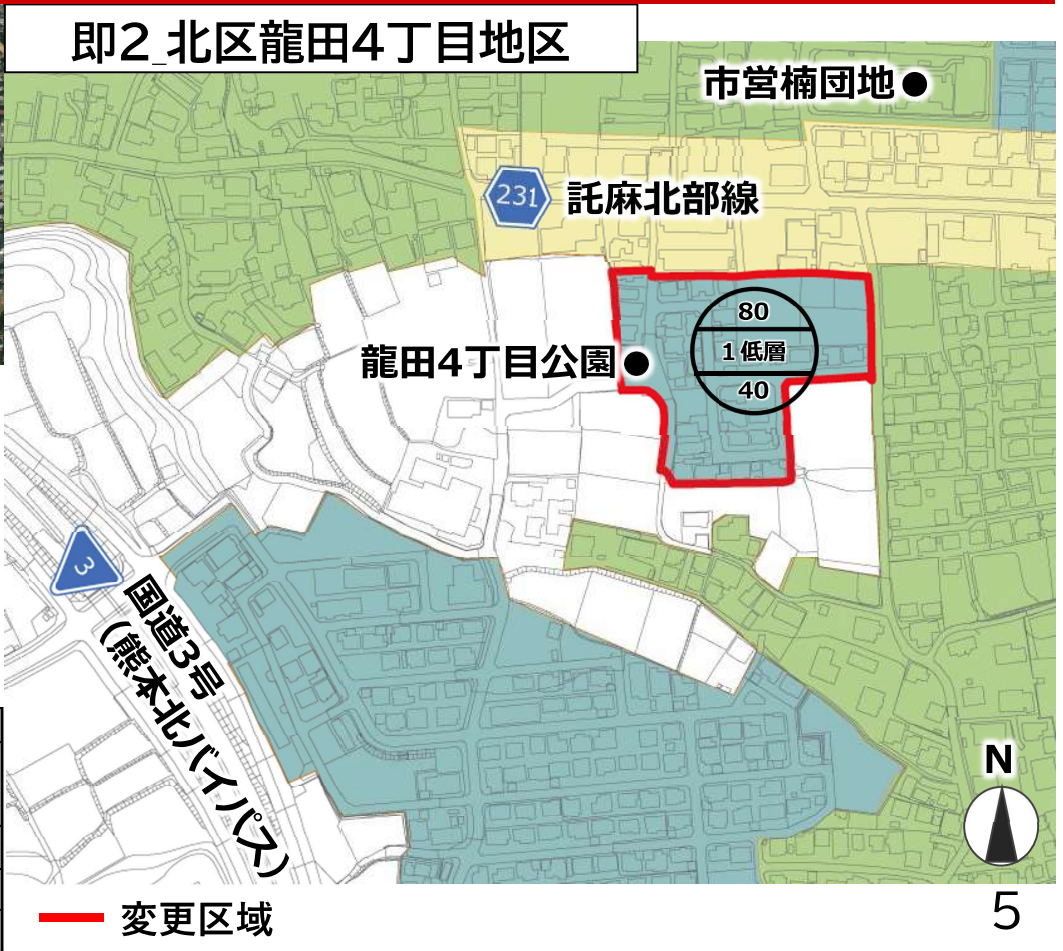 即2_北区龍田4丁目地区
市営楠団地
231
託麻北部線
80
1低層
40
龍田4丁目公園
3
国道3号
(熊本北バイパス)
N
変更区域
5